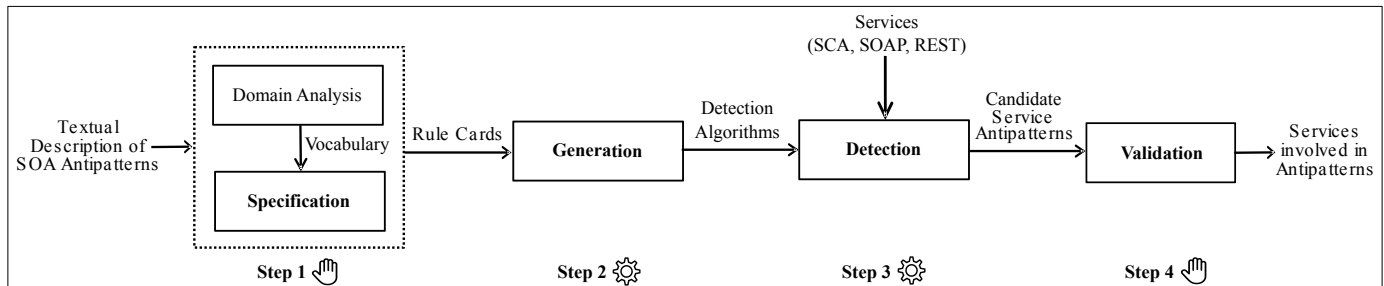 Textual
Description of
SOA Antipatterns
Domain Analysis
Vocabulary
Specification
Rule Cards
Generation
Detection
Algorithms
Services
(SCA, SOAP, REST)
Detection
Candidate
Service
Antipatterns
Validation
Services
involved in
Antipatterns
Step 1
Step 2
Step 3
Step 4